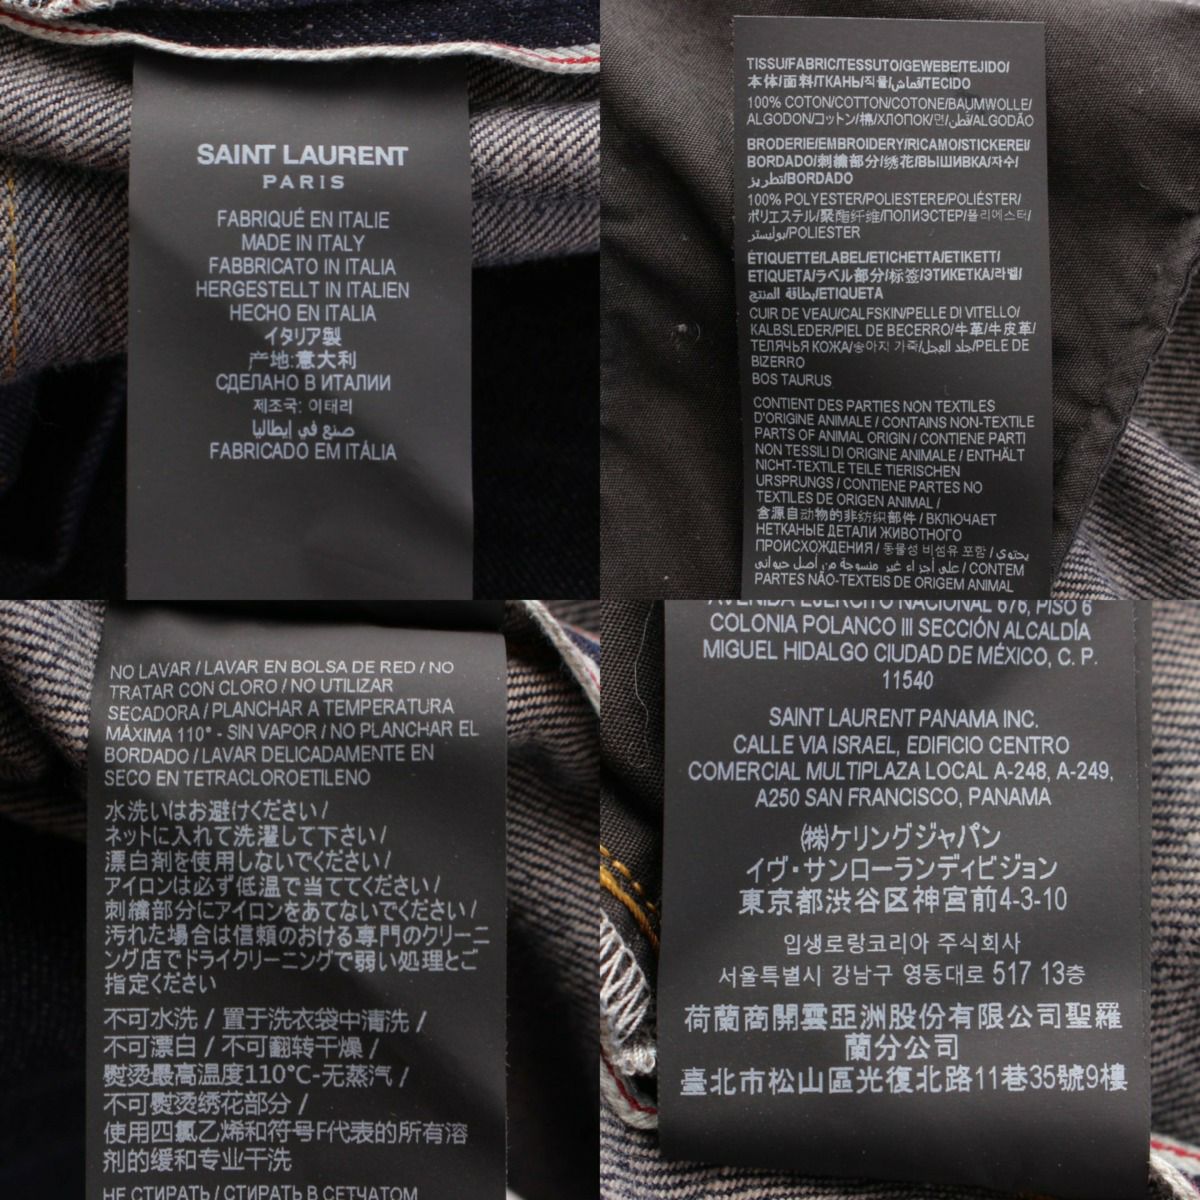 SAINT LAURENT
PARIS
FABRIQUÉ EN ITALIE
MADE IN ITALY
FABBRICATO IN ITALIA
HERGESTELLT IN ITALIEN
HECHO EN ITALIA
イタリア製
产地:意大利
СДЕЛАНО В ИТАЛИИ
제조국: 이태리
صنع في إيطاليا
FABRICADO EM ITÁLIA
TISSU/FABRIC/TESSUTO/GEWEBE/TEJIDO/
本体/面料/ТКАНЬ/직물/قماش/TECIDO
100% COTON/COTTON/COTONE/BAUMWOLLE/
ALGODON/コットン/棉/ХЛОПОК/면/قطن/ALGODÃO
BRODERIE/EMBROIDERY/RICAMO/STICKEREI/
BORDADO/刺繍部分/绣花/ВЫШИВКА/자수/
تطريز/BORDADO
100% POLYESTER/POLIESTERE/POLIÉSTER/
ポリエステル/聚酯纤维/ПОЛИЭСТЕР/폴리에스터/
بوليستر/POLIESTER
ÉTIQUETTE/LABEL/ETICHETTA/ETIKETT/
ETIQUETA/ラベル部分/标签/ЭТИКЕТКА/라벨/
بطاقة المنتج/ETIQUETA
CUIR DE VEAU/CALFSKIN/PELLE DI VITELLO/
KALBSLEDER/PIEL DE BECERRO/牛革/牛皮革/
ТЕЛЯЧЬЯ КОЖА/송아지 가죽/جلد العجل/PELE DE
BIZERRO
BOS TAURUS
CONTIENT DES PARTIES NON TEXTILES
D'ORIGINE ANIMALE / CONTAINS NON-TEXTILE
PARTS OF ANIMAL ORIGIN / CONTIENE PARTI
NON TESSILI DI ORIGINE ANIMALE / ENTHÄLT
NICHT-TEXTILE TEILE TIERISCHEN
URSPRUNGS / CONTIENE PARTES NO
TEXTILES DE ORIGEN ANIMAL /
含源自动物的非纺织部件 / ВКЛЮЧАЕТ
НЕТКАНЫЕ ДЕТАЛИ ЖИВОТНОГО
ПРОИСХОЖДЕНИЯ / 동물성 비섬유 포함 / يحتوي
على أجزاء غير منسوجة من أصل حيواني / CONTEM
PARTES NÃO-TEXTEIS DE ORIGEM ANIMAL
NO LAVAR / LAVAR EN BOLSA DE RED / NO
TRATAR CON CLORO / NO UTILIZAR
SECADORA / PLANCHAR A TEMPERATURA
MÁXIMA 110° - SIN VAPOR / NO PLANCHAR EL
BORDADO / LAVAR DELICADAMENTE EN
SECO EN TETRACLOROETILENO
水洗いはお避けください/
ネットに入れて洗濯して下さい/
漂白剤を使用しないでください/
アイロンは必ず低温で当ててください/
刺繍部分にアイロンをあてないでください/
汚れた場合は信頼のおける専門のクリーニ
ング店でドライクリーニングで弱い処理とご
指定ください
不可水洗 / 置于洗衣袋中清洗 /
不可漂白 / 不可翻转干燥 /
熨烫最高温度110°C-无蒸汽 /
不可熨烫绣花部分 /
使用四氯乙烯和符号F代表的所有溶
剂的缓和专业干洗
НЕ СТИРАТЬ / СТИРАТЬ В СЕТЧАТОМ
AVENIDA EJERCITO NACIONAL 676, PISO 6
COLONIA POLANCO III SECCIÓN ALCALDÍA
MIGUEL HIDALGO CIUDAD DE MÉXICO, C. P.
11540
SAINT LAURENT PANAMA INC.
CALLE VIA ISRAEL, EDIFICIO CENTRO
COMERCIAL MULTIPLAZA LOCAL A-248, A-249,
A250 SAN FRANCISCO, PANAMA
㈱ケリングジャパン
イヴ・サンローランディビジョン
東京都渋谷区神宮前4-3-10
입생로랑코리아 주식회사
서울특별시 강남구 영동대로 517 13층
荷蘭商開雲亞洲股份有限公司聖羅
蘭分公司
臺北市松山區光復北路11巷35號9樓